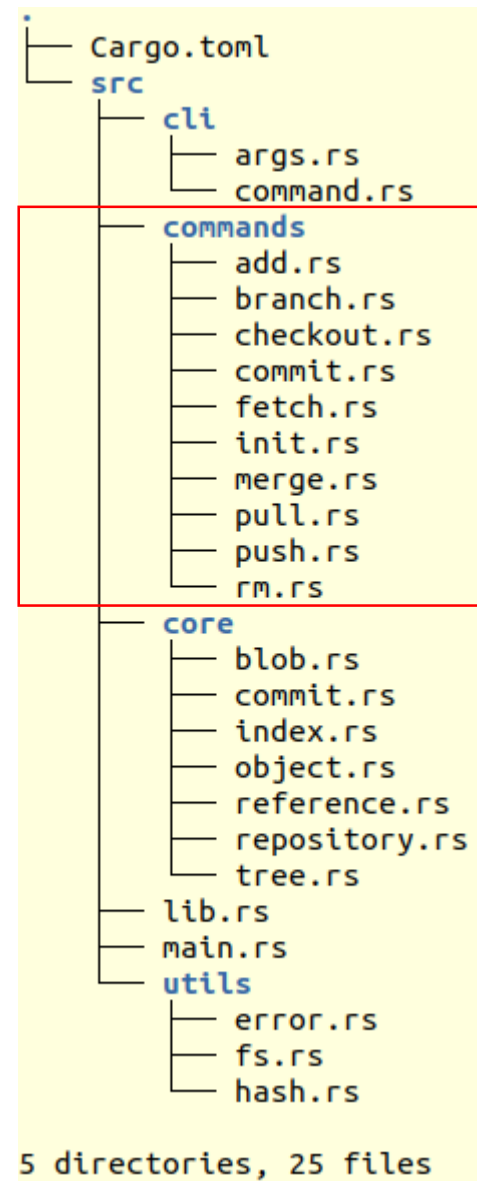 .
├── Cargo.toml
└── src
    ├── cli
    │   ├── args.rs
    │   └── command.rs
    ├── commands
    │   ├── add.rs
    │   ├── branch.rs
    │   ├── checkout.rs
    │   ├── commit.rs
    │   ├── fetch.rs
    │   ├── init.rs
    │   ├── merge.rs
    │   ├── pull.rs
    │   ├── push.rs
    │   └── rm.rs
    ├── core
    │   ├── blob.rs
    │   ├── commit.rs
    │   ├── index.rs
    │   ├── object.rs
    │   ├── reference.rs
    │   ├── repository.rs
    │   └── tree.rs
    ├── lib.rs
    ├── main.rs
    └── utils
        ├── error.rs
        ├── fs.rs
        └── hash.rs
5 directories, 25 files